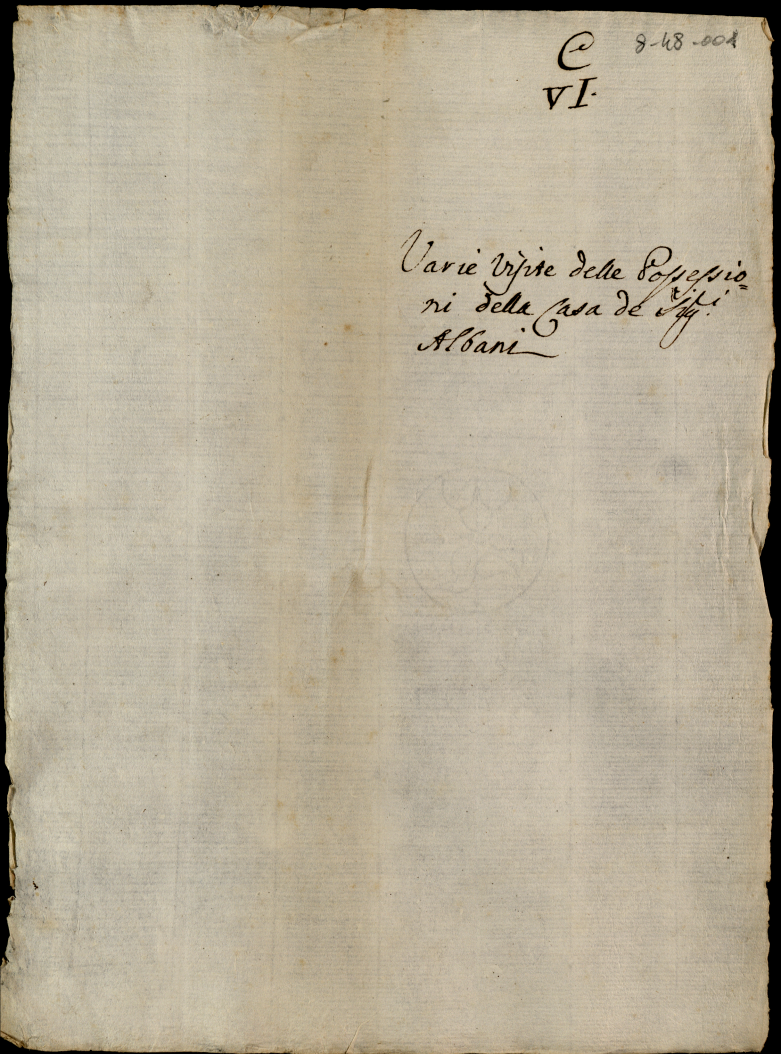 8-48-001
C
VI.
Varie Visite delle Possessio=
ni della Casa de Sig.ri
Albani